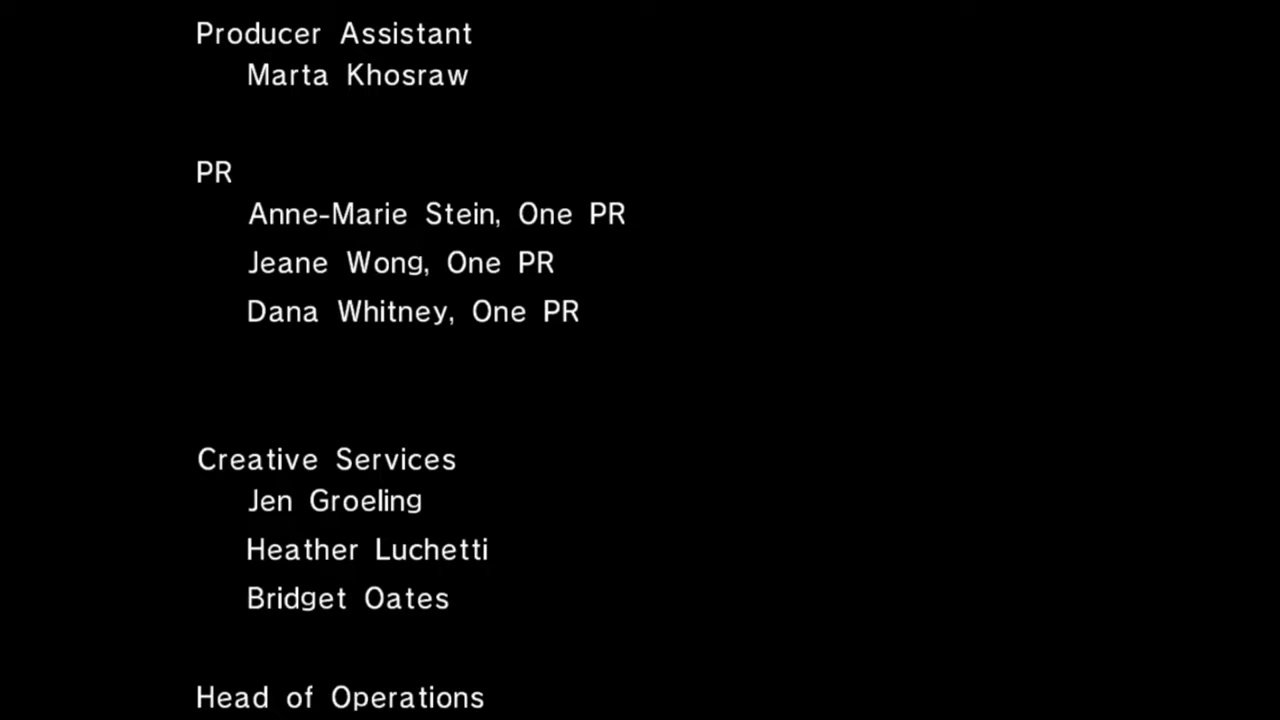 Producer Assistant
Marta Khosraw
PR
Anne-Marie Stein, One PR
Jeane Wong, One PR
Dana Whitney, One PR
Creative Services
Jen Groeling
Heather Luchetti
Bridget Oates
Head of Operations